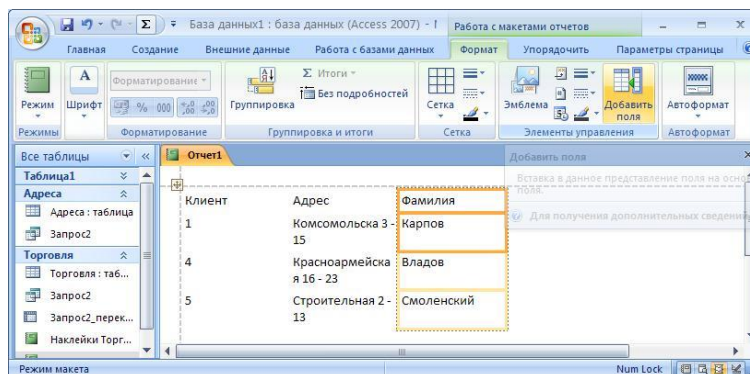 База данных1 : база данных (Access 2007) - 
Работа с макетами отчетов
Главная Создание Внешние данные Работа с базами данных Формат Упорядочить Параметры страницы
Режим
Шрифт
Форматирование
% 000
Группировка
Σ Итоги
Без подробностей
Сетка
Эмблема
Добавить поля
Автоформат
Режимы Форматирование Группировка и итоги Сетка Элементы управления Автоформат
Все таблицы
Отчет1
Добавить поля
Таблица1
Вставка в данное представление поля на осно
поля.
Адреса
Клиент Адрес Фамилия
Для получения дополнительных сведений
Адреса : таблица
1 Комсомольска 3 - Карпов
15
Запрос2
Торговля
4 Красноармейска Владов
я 16 - 23
Торговля : таб...
Запрос2
5 Строительная 2 - Смоленский
13
Запрос2_перек...
Наклейки Торг...
Режим макета
Num Lock